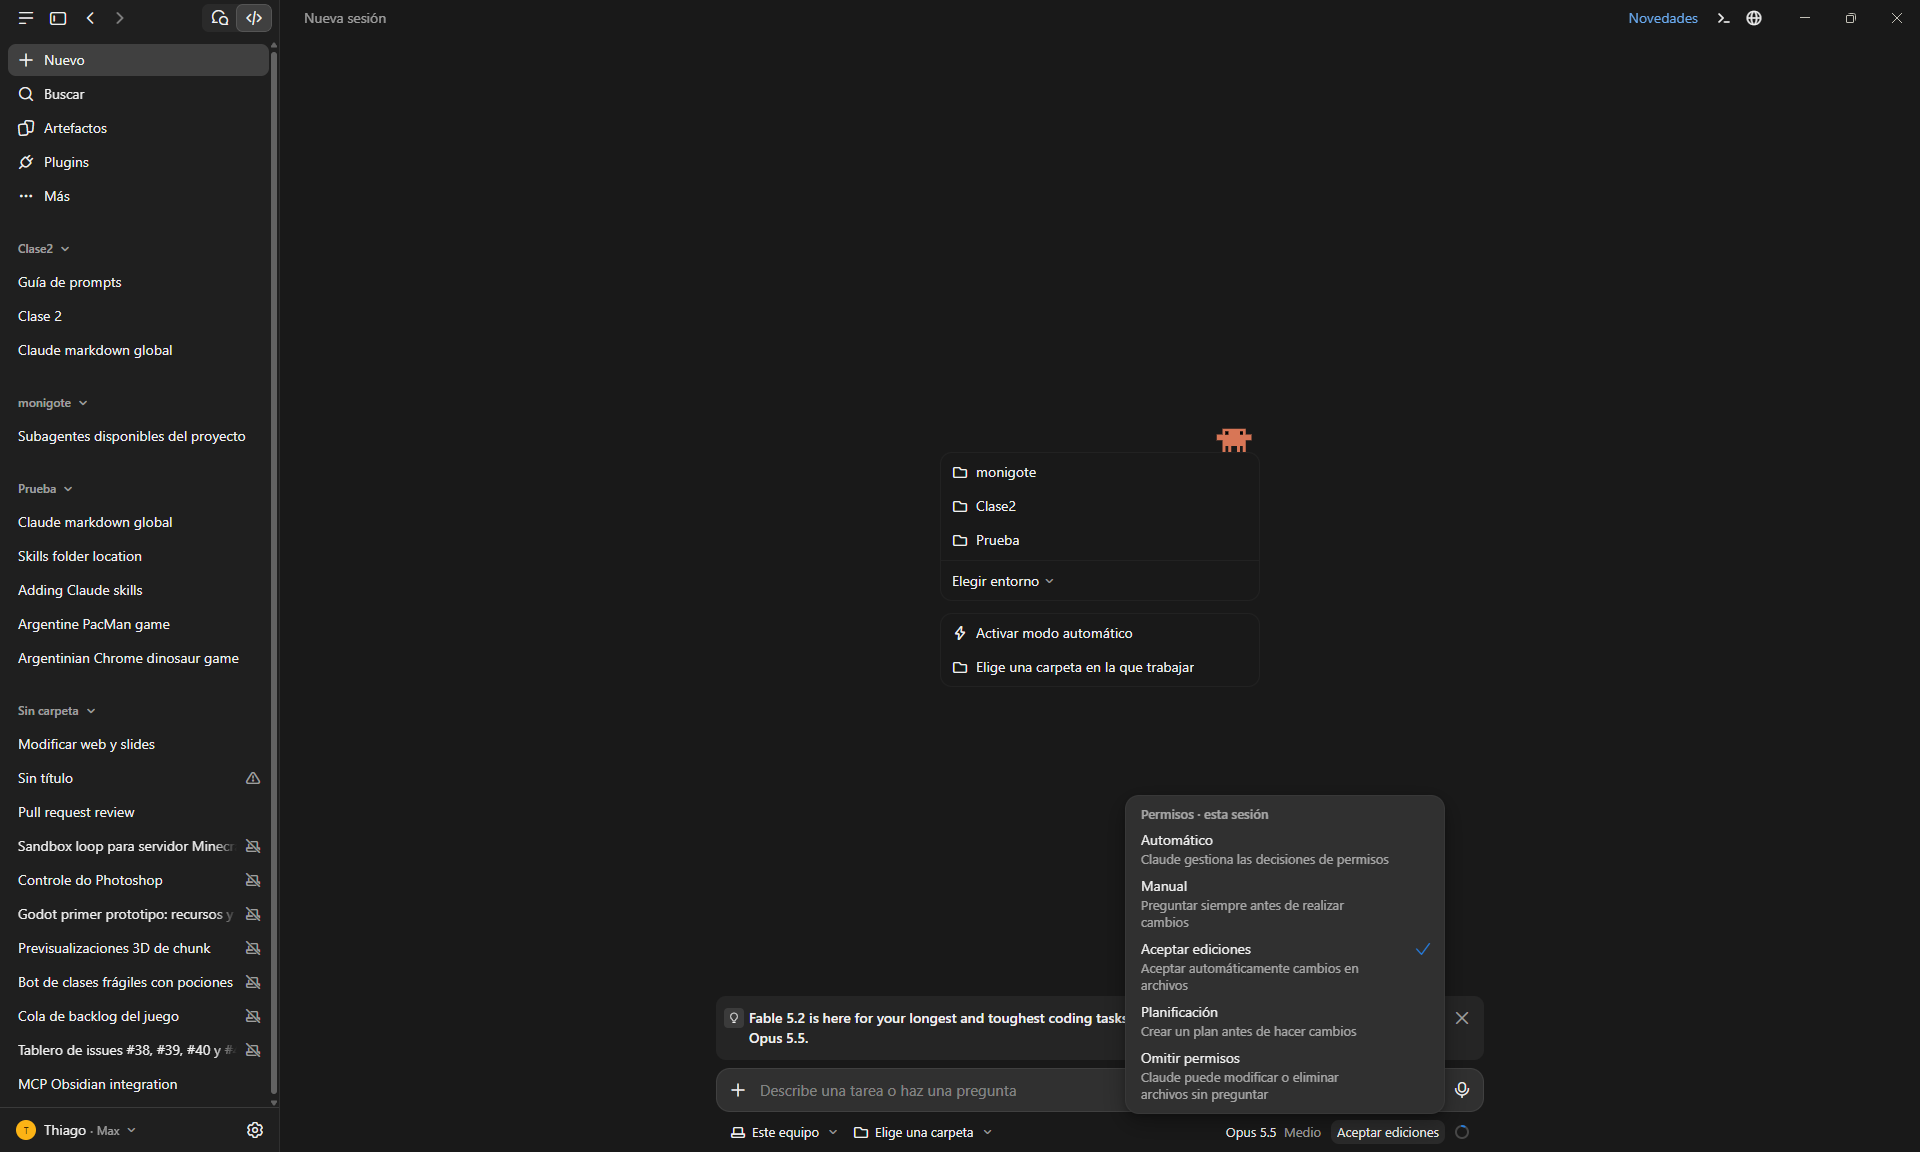 Nueva sesión
Novedades
Nuevo
Buscar
Artefactos
Plugins
Más
Clase2
Guía de prompts
Clase 2
Claude markdown global
monigote
Subagentes disponibles del proyecto
Prueba
Claude markdown global
Skills folder location
Adding Claude skills
Argentine PacMan game
Argentinian Chrome dinosaur game
Sin carpeta
Modificar web y slides
Sin título
Pull request review
Sandbox loop para servidor Minecr
Controle do Photoshop
Godot primer prototipo: recursos y
Previsualizaciones 3D de chunk
Bot de clases frágiles con pociones
Cola de backlog del juego
Tablero de issues #38, #39, #40 y #
MCP Obsidian integration
T Thiago · Max
monigote
Clase2
Prueba
Elegir entorno
Activar modo automático
Elige una carpeta en la que trabajar
Permisos · esta sesión
Automático
Claude gestiona las decisiones de permisos
Manual
Preguntar siempre antes de realizar
cambios
Aceptar ediciones
Aceptar automáticamente cambios en
archivos
Planificación
Crear un plan antes de hacer cambios
Omitir permisos
Claude puede modificar o eliminar
archivos sin preguntar
Fable 5.2 is here for your longest and toughest coding tasks
Opus 5.5.
Describe una tarea o haz una pregunta
Este equipo
Elige una carpeta
Opus 5.5 Medio
Aceptar ediciones